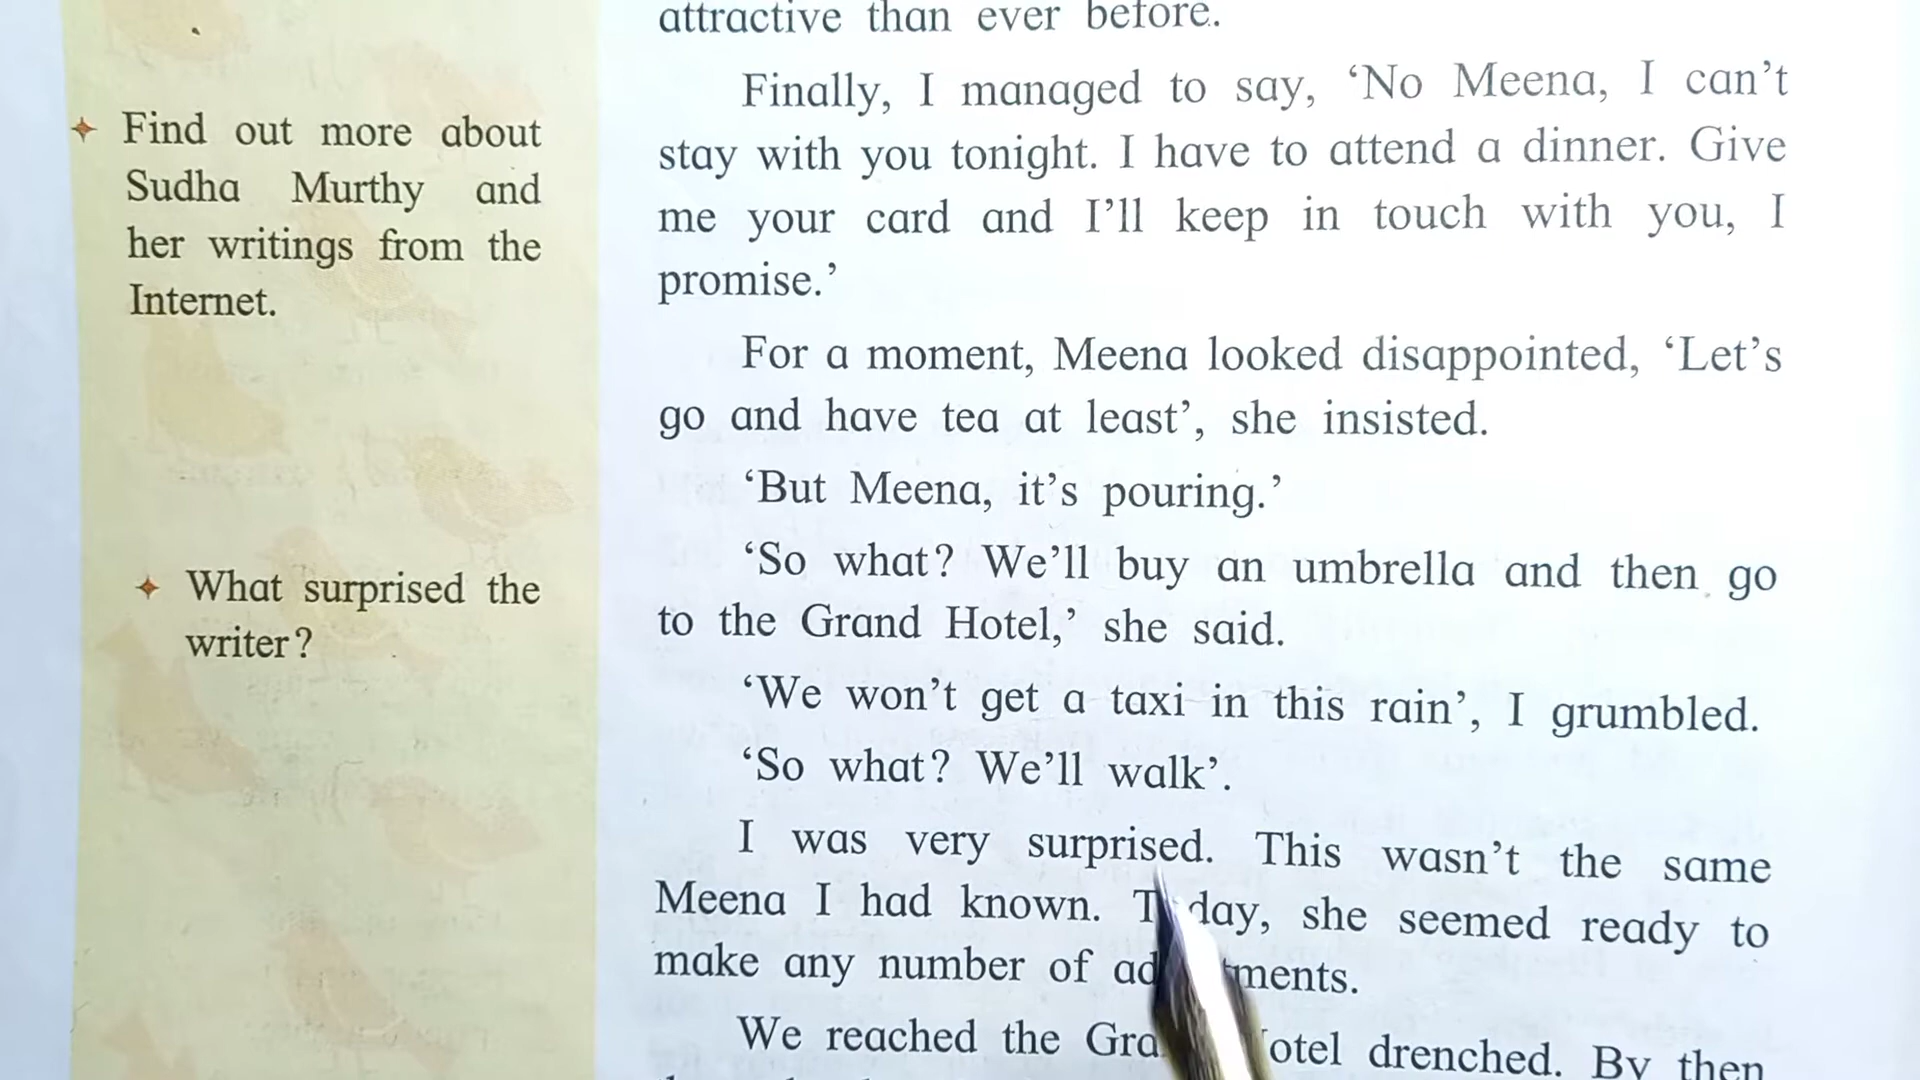 Find out more about
Sudha Murthy and
her writings from the
Internet.
What surprised the
writer?
attractive than ever before.
Finally, I managed to say, ‘No Meena, I can’t
stay with you tonight. I have to attend a dinner. Give
me your card and I’ll keep in touch with you, I
promise.’
For a moment, Meena looked disappointed, ‘Let’s
go and have tea at least’, she insisted.
‘But Meena, it’s pouring.’
‘So what? We’ll buy an umbrella and then go
to the Grand Hotel,’ she said.
‘We won’t get a taxi in this rain’, I grumbled.
‘So what? We’ll walk’.
I was very surprised. This wasn’t the same
Meena I had known. Today, she seemed ready to
make any number of
We reached the Grand Hotel drenched. By then